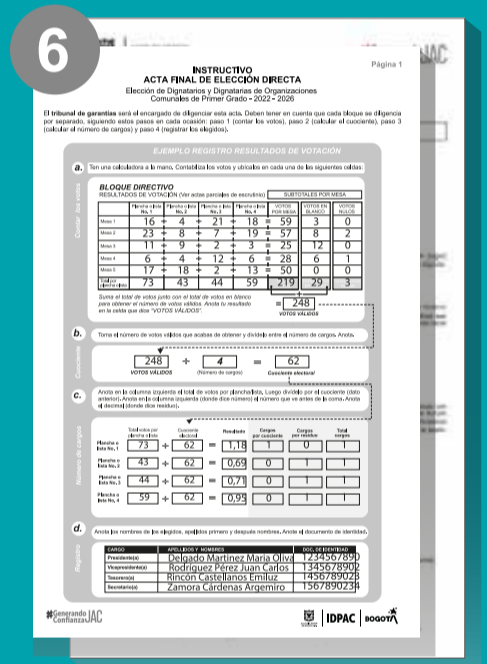 6
JAC
Página 1
INSTRUCTIVO
ACTA FINAL DE ELECCIÓN DIRECTA
Elección de Dignatarios y Dignatarias de Organizaciones
Comunales de Primer Grado - 2022 - 2026
El tribunal de garantías será el encargado de diligenciar esta acta. Deben tener en cuenta que cada bloque se diligencia
por separado, siguiendo estos pasos en cada ocasión: paso 1 (contar los votos), paso 2 (calcular el cuociente), paso 3
(calcular el número de cargos) y paso 4 (registrar los elegidos).
EJEMPLO REGISTRO RESULTADOS DE VOTACIÓN
a. Ten una calculadora a la mano. Contabiliza los votos y ubícalos en cada una de las siguientes celdas:
Contar los votos
BLOQUE DIRECTIVO
RESULTADOS DE VOTACIÓN (Ver actas parciales de escrutinio) SUBTOTALES POR MESA
Plancha o lista No. 1 Plancha o lista No. 2 Plancha o lista No. 3 Plancha o lista No. 4 VOTOS POR MESA VOTOS EN BLANCO VOTOS NULOS
Mesa 1 16 + 4 + 21 + 18 = 59 3 0
Mesa 2 23 + 8 + 7 + 19 = 57 8 2
Mesa 3 11 + 9 + 2 + 3 = 25 12 0
Mesa 4 6 + 4 + 12 + 6 = 28 6 1
Mesa 5 17 + 18 + 2 + 13 = 50 0 0
Total por plancha o lista 73 43 44 59 219 29 3
Suma el total de votos junto con el total de votos en blanco
para obtener el número de votos válidos. Anota tu resultado
en la celda que dice "VOTOS VÁLIDOS".
+
= 248
VOTOS VÁLIDOS
b. Toma el número de votos válidos que acabas de obtener y divídelo entre el número de cargos. Anota.
Cuociente
248 ÷ 4 = 62
VOTOS VÁLIDOS (Número de cargos) Cuociente electoral
c. Anota en la columna izquierda el total de votos por plancha/lista. Luego divídelo por el cuociente (dato
anterior). Anota en la columna izquierda (donde dice número) el número que va antes de la coma. Anota
el decimal (donde dice residuo).
Número de cargos
Total votos por plancha o lista Cuociente electoral Resultado Cargos por cuociente Cargos por residuo Total cargos
Plancha o lista No. 1 73 ÷ 62 = 1,18 1 0 1
Plancha o lista No. 2 43 ÷ 62 = 0,69 0 1 1
Plancha o lista No. 3 44 ÷ 62 = 0,71 0 1 1
Plancha o lista No. 4 59 ÷ 62 = 0,95 0 1 1
d. Anota los nombres de los elegidos, apellidos primero y después nombres. Anote el documento de identidad.
Registro
CARGO APELLIDOS Y NOMBRES DOC. DE IDENTIDAD
Presidente(a) Delgado Martinez Maria Oliva 1234567890
Vicepresidente(a) Rodriguez Pérez Juan Carlos 1345678902
Tesorero(a) Rincón Castellanos Emiluz 1456789023
Secretario(a) Zamora Cárdenas Argemiro 1567890234
#Generando Confianza JAC
IDPAC
BOGOTÁ